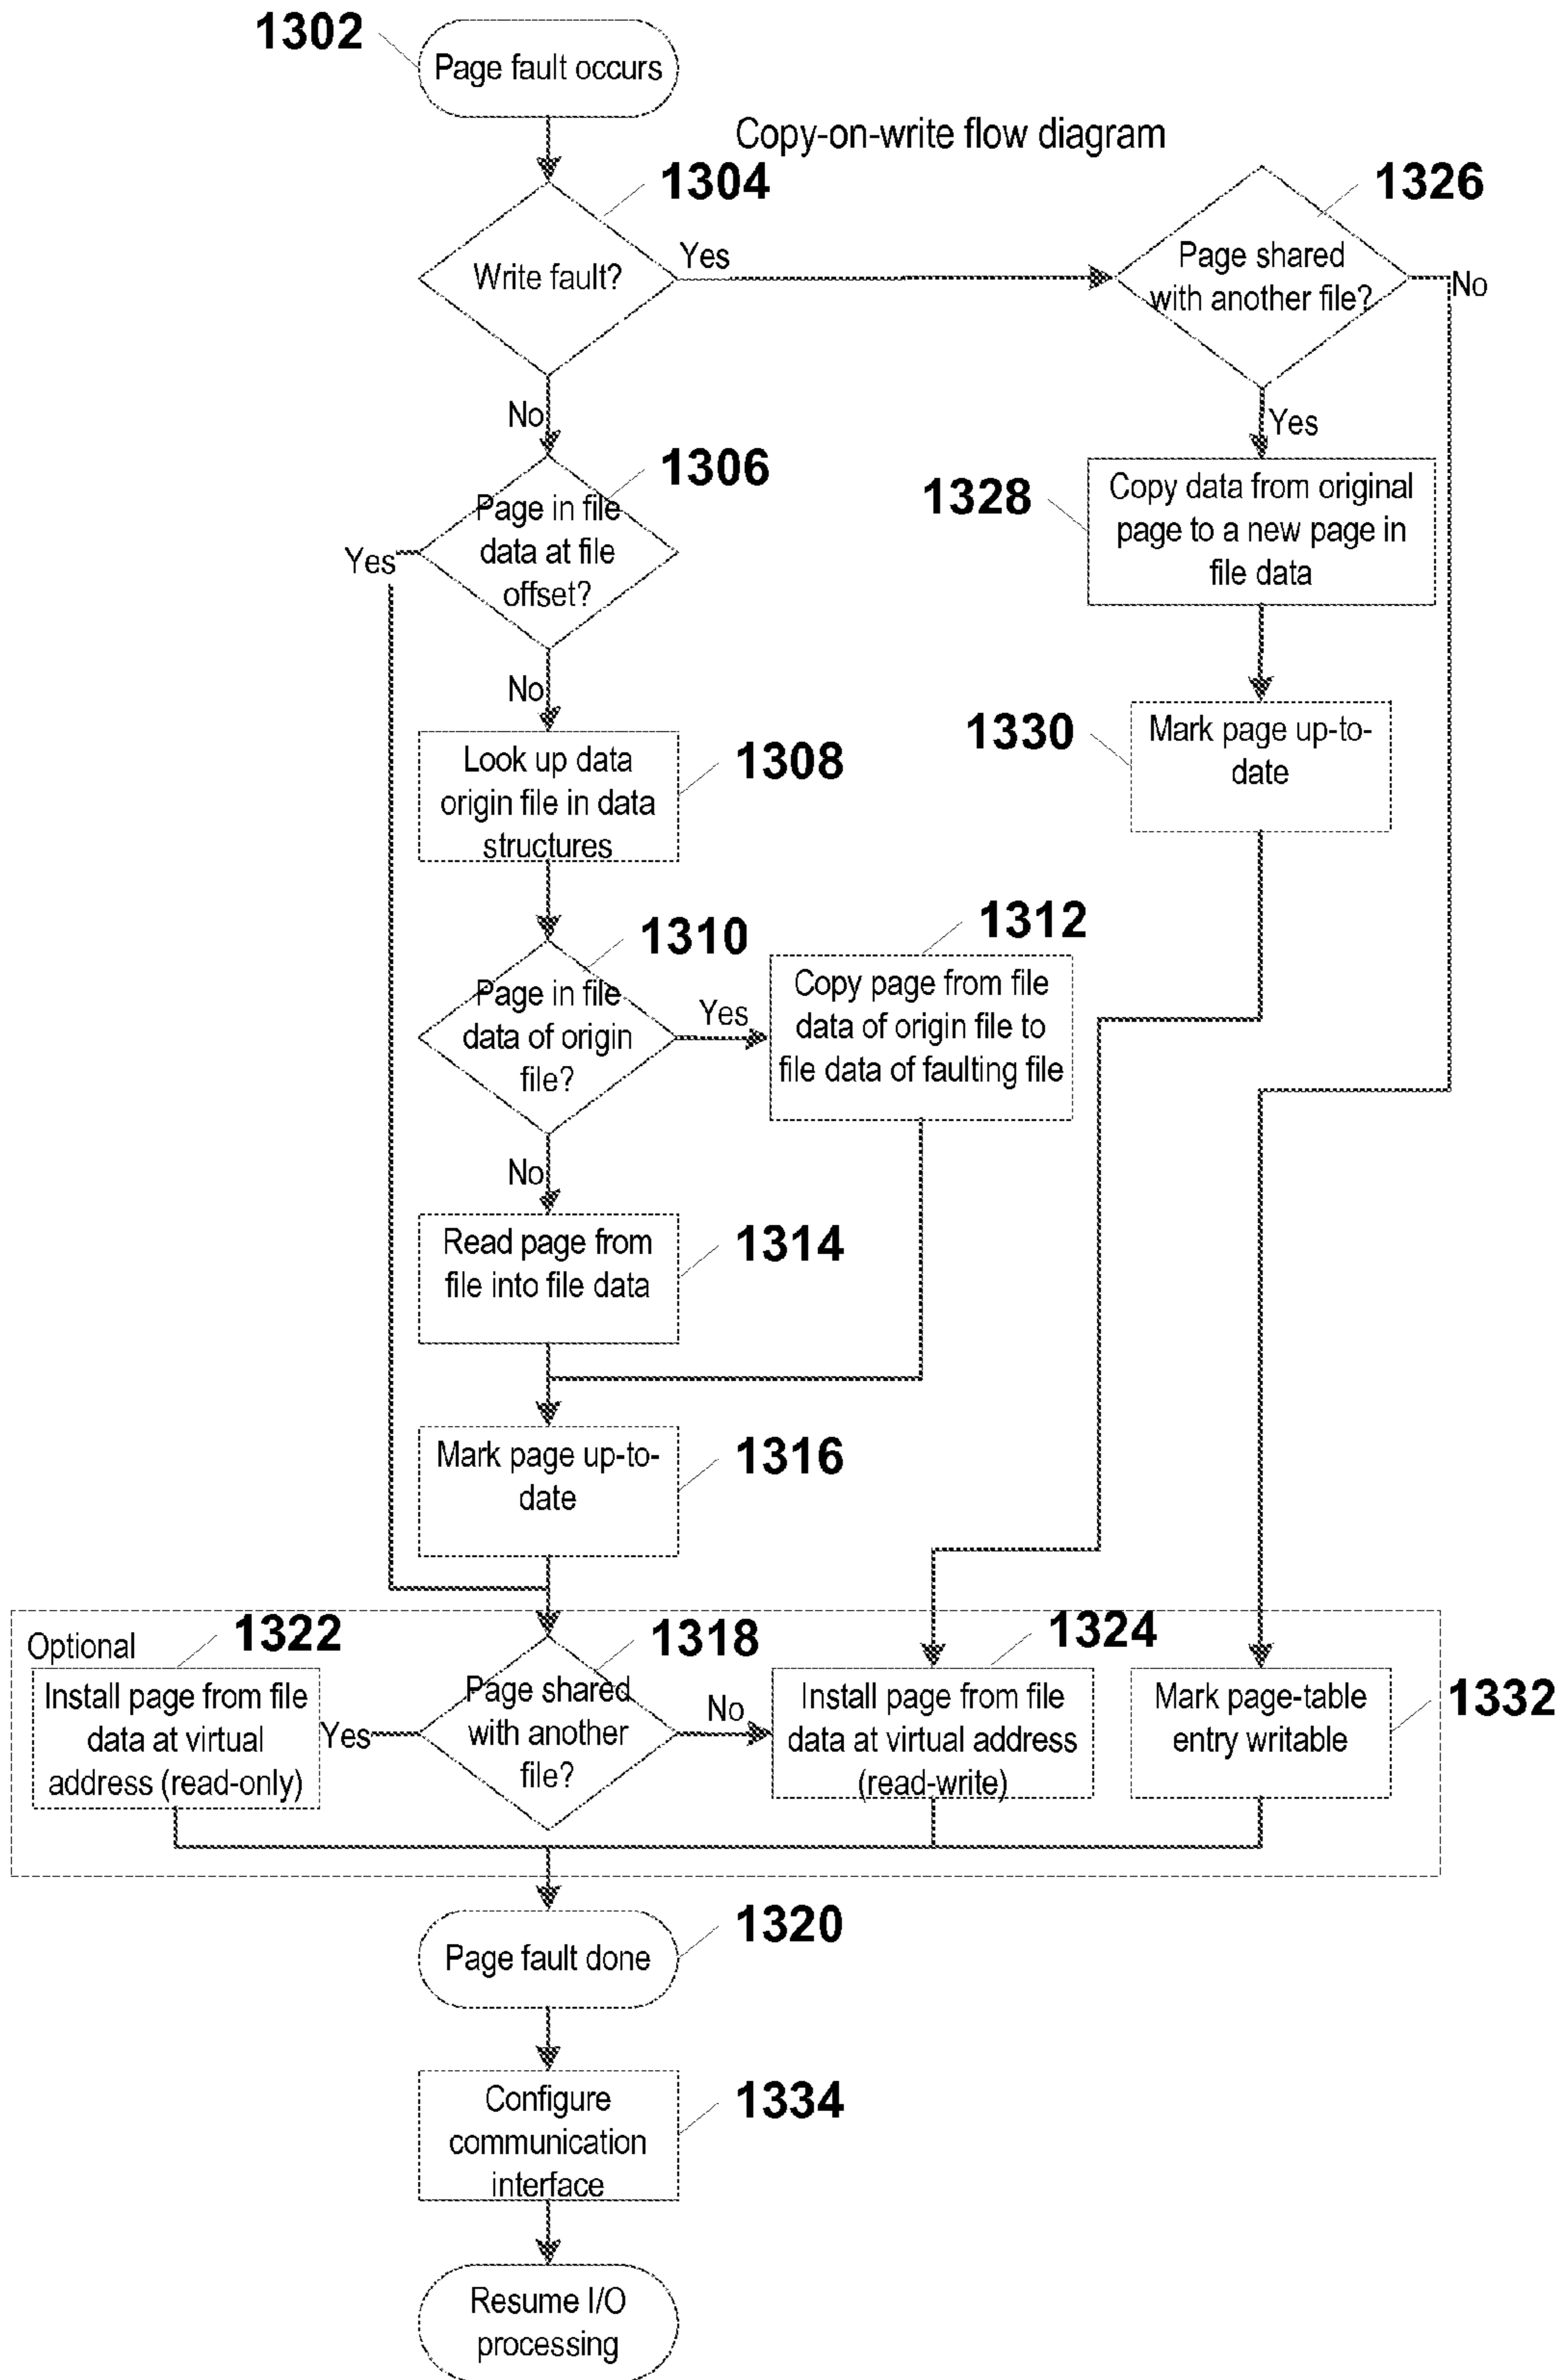 1302
Page fault occurs
Copy-on-write flow diagram
1304
Write fault?
Yes
1326
Page shared
with another file?
No
No
Yes
1306
Page in file
data at file
offset?
Yes
1328
Copy data from original
page to a new page in
file data
No
1308
Look up data
origin file in data
structures
1330
Mark page up-to-
date
1310
Page in file
data of origin
file?
Yes
1312
Copy page from file
data of origin file to
file data of faulting file
No
1314
Read page from
file into file data
1316
Mark page up-to-
date
Optional
1322
Install page from file
data at virtual
address (read-only)
Yes
1318
Page shared
with another
file?
No
1324
Install page from file
data at virtual address
(read-write)
Mark page-table
entry writable
1332
1320
Page fault done
1334
Configure
communication
interface
Resume I/O
processing